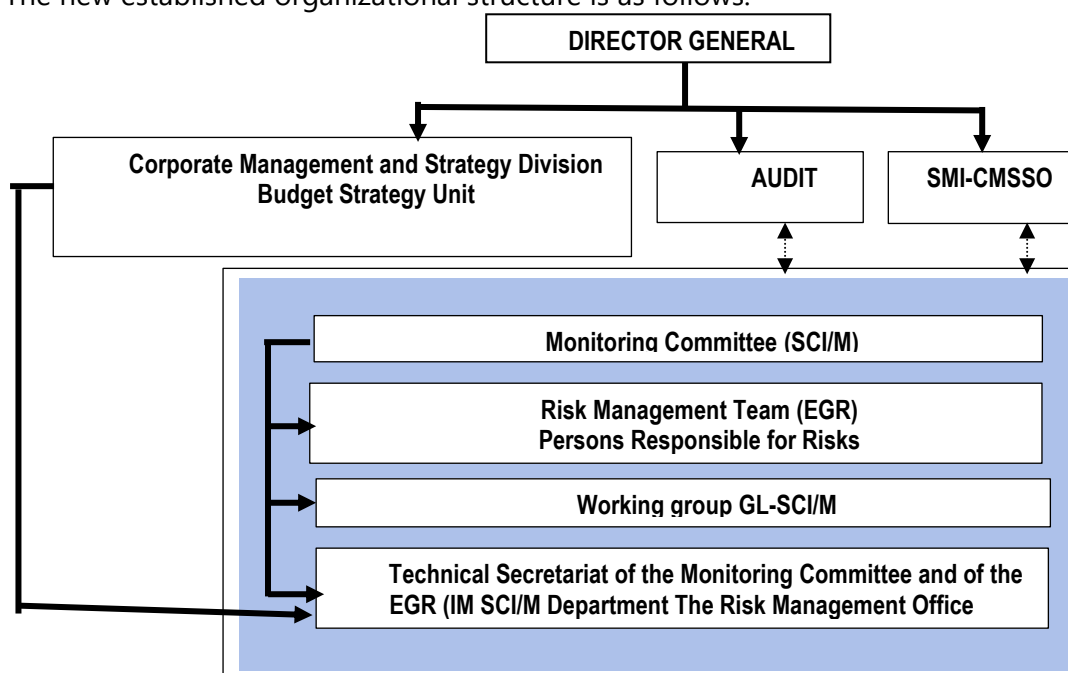 The new established organizational structure is as follows:
DIRECTOR GENERAL
Corporate Management and Strategy Division
Budget Strategy Unit
AUDIT
SMI-CMSSO
Monitoring Committee (SCI/M)
Risk Management Team (EGR)
Persons Responsible for Risks
Working group GL-SCI/M
Technical Secretariat of the Monitoring Committee and of the
EGR (IM SCI/M Department The Risk Management Office